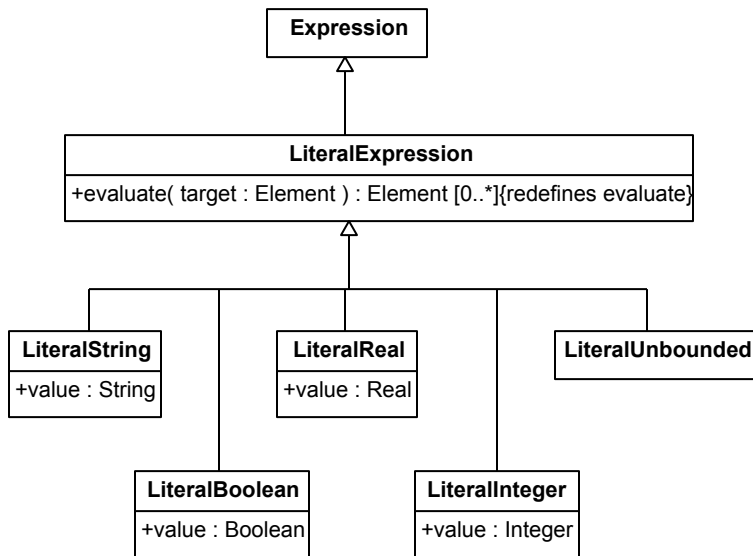 Expression
LiteralExpression
+evaluate( target : Element ) : Element [0..*]{redefines evaluate}
LiteralString
+value : String
LiteralReal
+value : Real
LiteralUnbounded
LiteralBoolean
+value : Boolean
LiteralInteger
+value : Integer